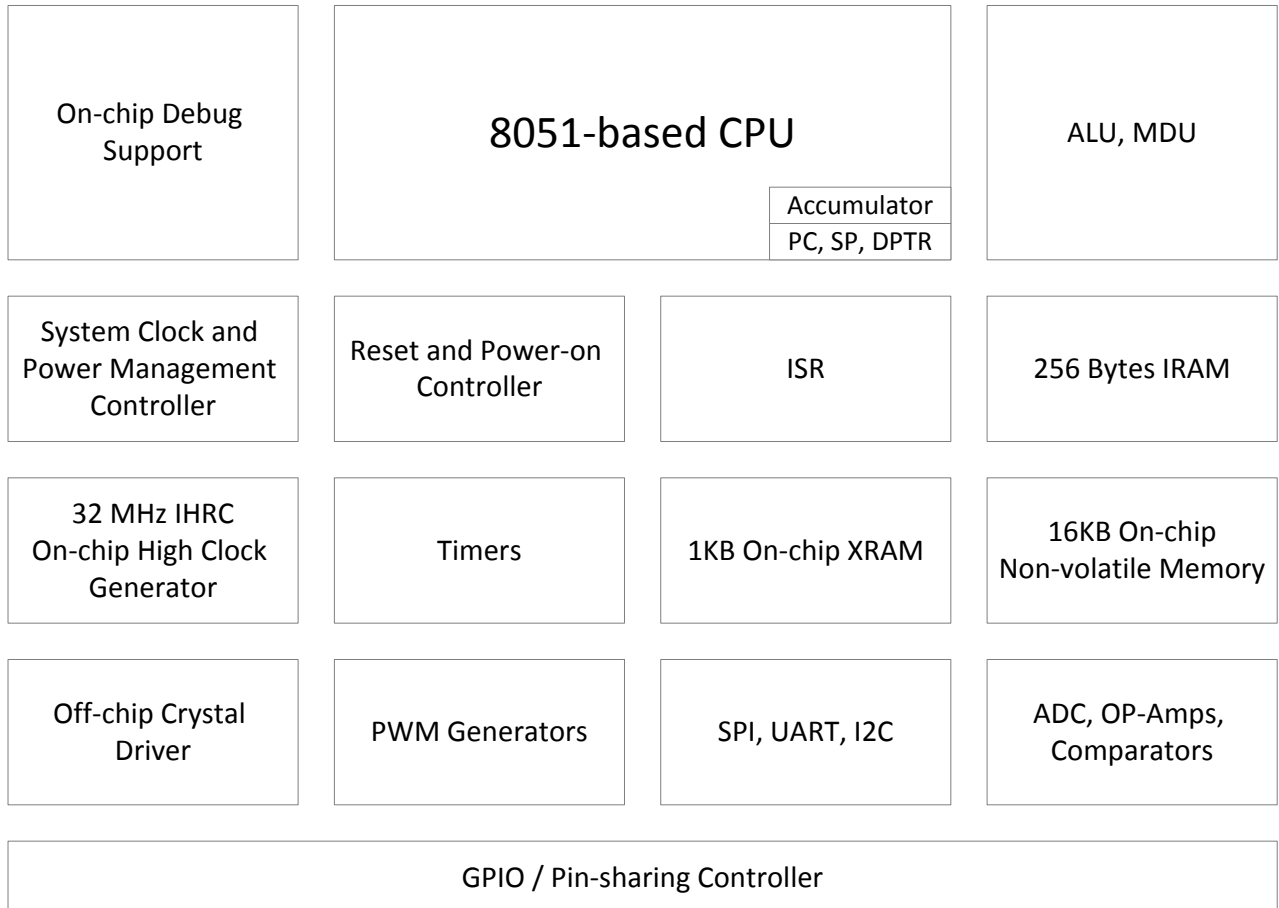 On-chip Debug
Support
8051-based CPU
Accumulator
PC, SP, DPTR
ALU, MDU
System Clock and
Power Management
Controller
Reset and Power-on
Controller
ISR
256 Bytes IRAM
32 MHz IHRC
On-chip High Clock
Generator
Timers
1KB On-chip XRAM
16KB On-chip
Non-volatile Memory
Off-chip Crystal
Driver
PWM Generators
SPI, UART, I2C
ADC, OP-Amps,
Comparators
GPIO / Pin-sharing Controller